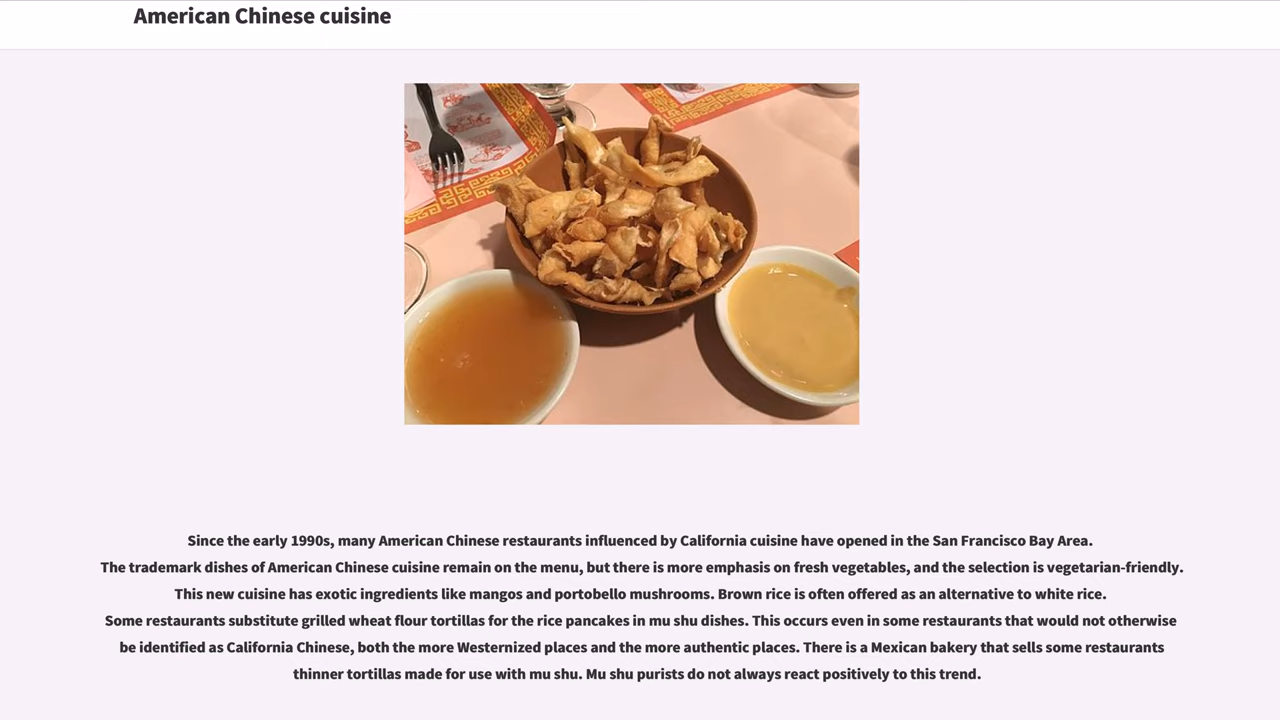 American Chinese cuisine
Since the early 1990s, many American Chinese restaurants influenced by California cuisine have opened in the San Francisco Bay Area.
The trademark dishes of American Chinese cuisine remain on the menu, but there is more emphasis on fresh vegetables, and the selection is vegetarian-friendly.
This new cuisine has exotic ingredients like mangos and portobello mushrooms. Brown rice is often offered as an alternative to white rice.
Some restaurants substitute grilled wheat flour tortillas for the rice pancakes in mu shu dishes. This occurs even in some restaurants that would not otherwise
be identified as California Chinese, both the more Westernized places and the more authentic places. There is a Mexican bakery that sells some restaurants
thinner tortillas made for use with mu shu. Mu shu purists do not always react positively to this trend.